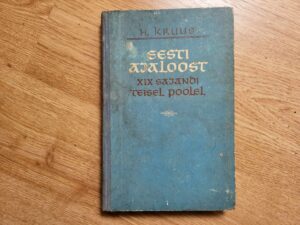 H. KRUUS
EESTI
AJALOOST
XIX SAJANDI
TEISEL POOLEL